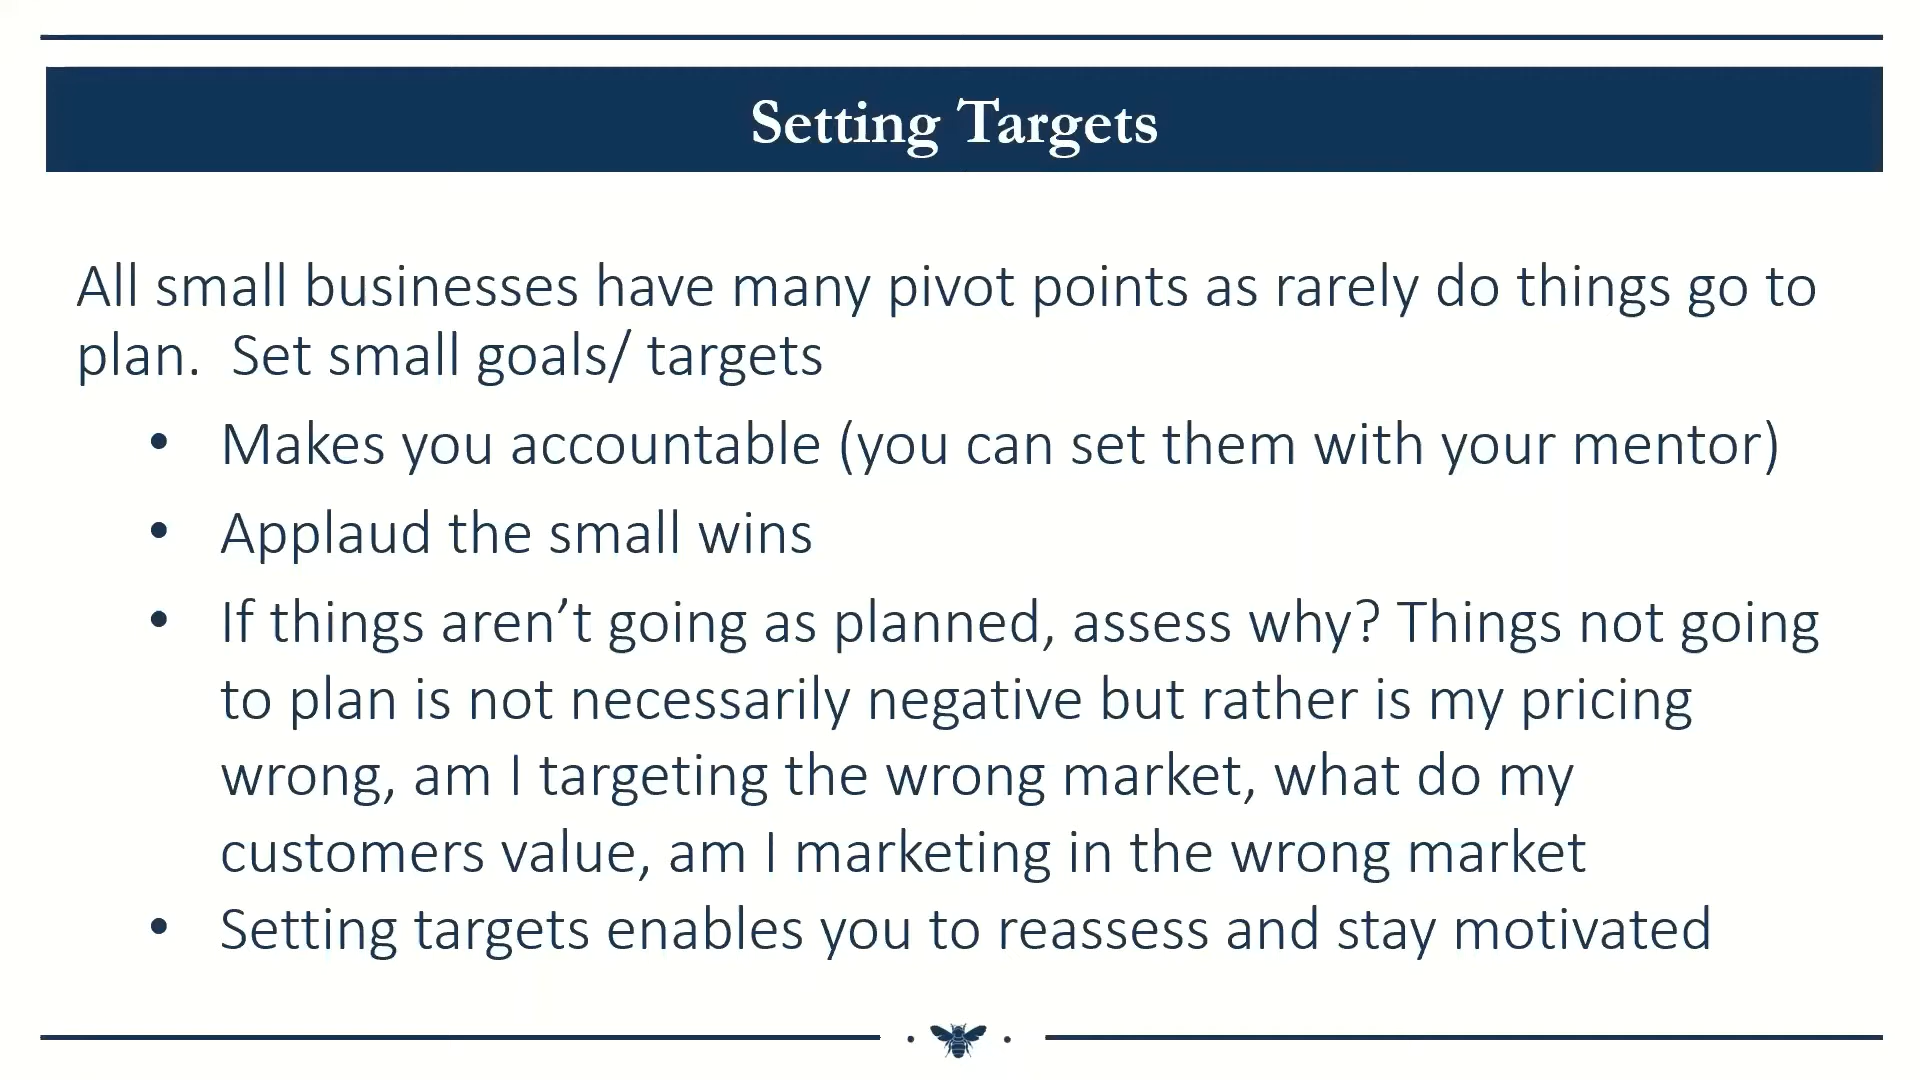 Setting Targets
All small businesses have many pivot points as rarely do things go to
plan.  Set small goals/ targets
• Makes you accountable (you can set them with your mentor)
• Applaud the small wins
• If things aren’t going as planned, assess why? Things not going
to plan is not necessarily negative but rather is my pricing
wrong, am I targeting the wrong market, what do my
customers value, am I marketing in the wrong market
• Setting targets enables you to reassess and stay motivated